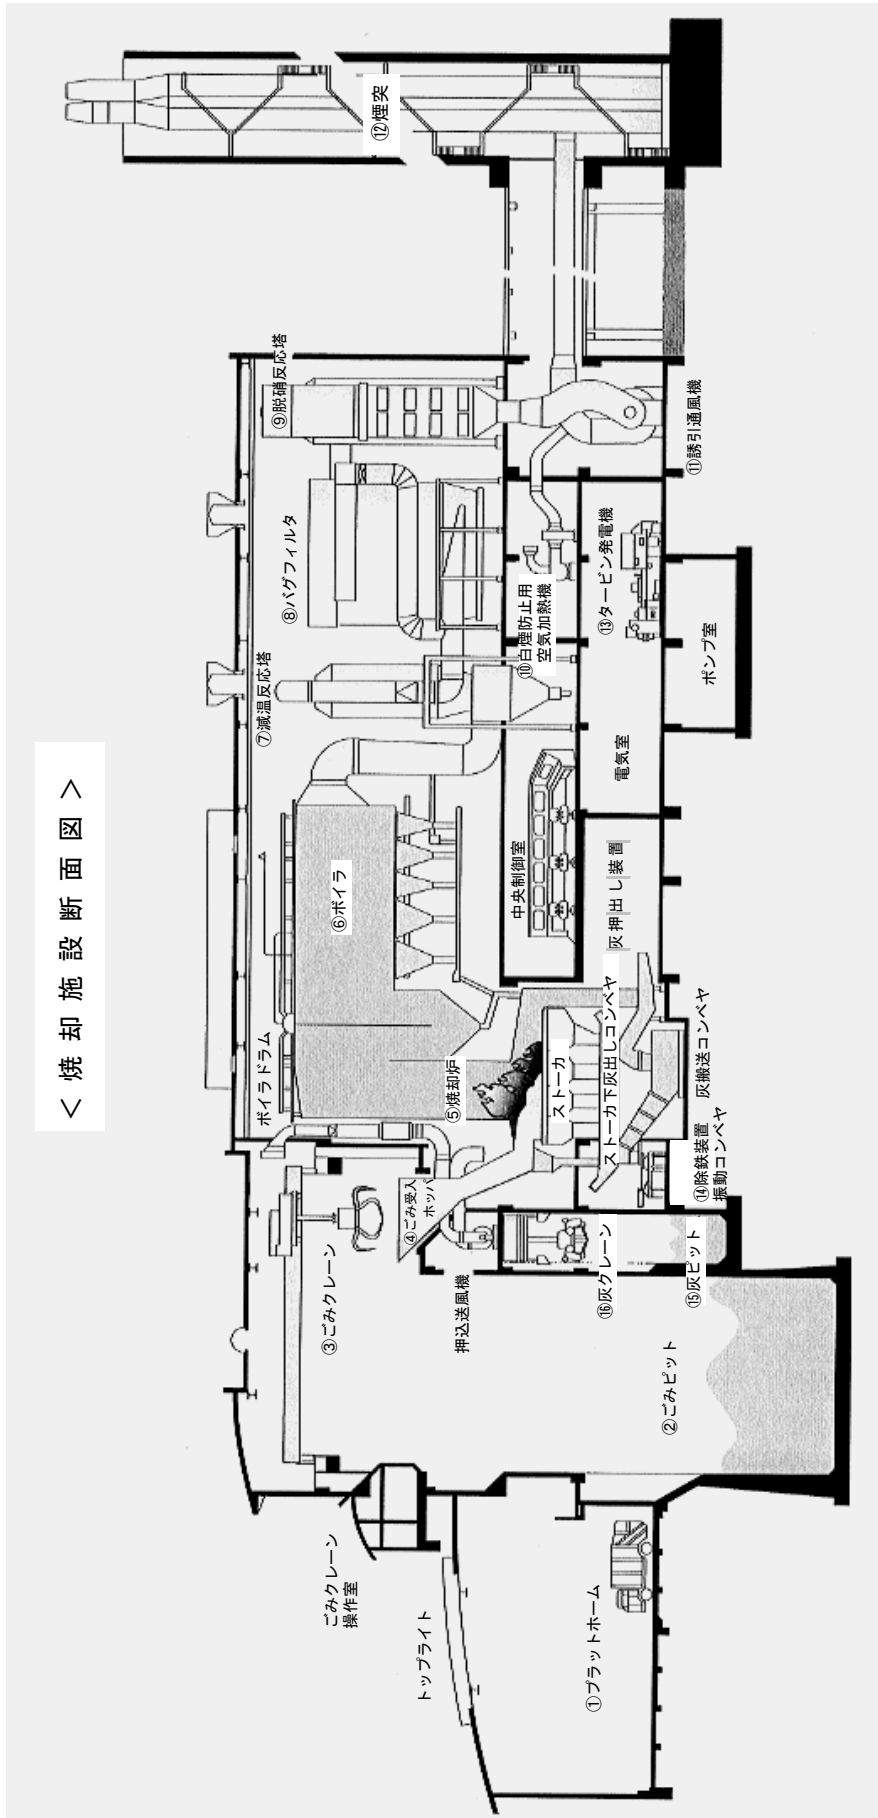 ＜焼却施設断面図＞
⑫煙突
⑨脱硝反応塔
⑪誘引通風機
⑧バグフィルタ
⑩白煙防止用
空気加熱機
⑬タービン発電機
⑦減温反応塔
ポンプ室
電気室
⑥ボイラ
中央制御室
灰押出し装置
ボイラドラム
⑤焼却炉
ストーカ
ストーカ下灰出しコンベヤ
灰搬送コンベヤ
⑭除鉄装置
振動コンベヤ
④ごみ受入
ホッパ
③ごみクレーン
押込送風機
⑯灰クレーン
⑮灰ピット
②ごみピット
ごみクレーン
操作室
トップライト
①プラットホーム